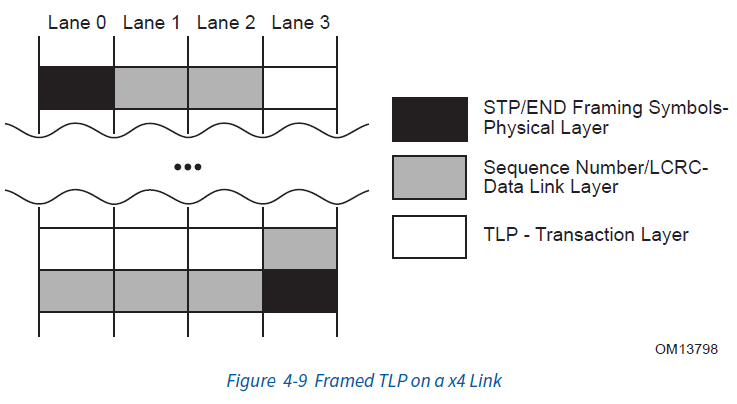 Lane 0 Lane 1 Lane 2 Lane 3
STP/END Framing Symbols-
Physical Layer
Sequence Number/LCRC-
Data Link Layer
TLP - Transaction Layer
OM13798
Figure 4-9 Framed TLP on a x4 Link